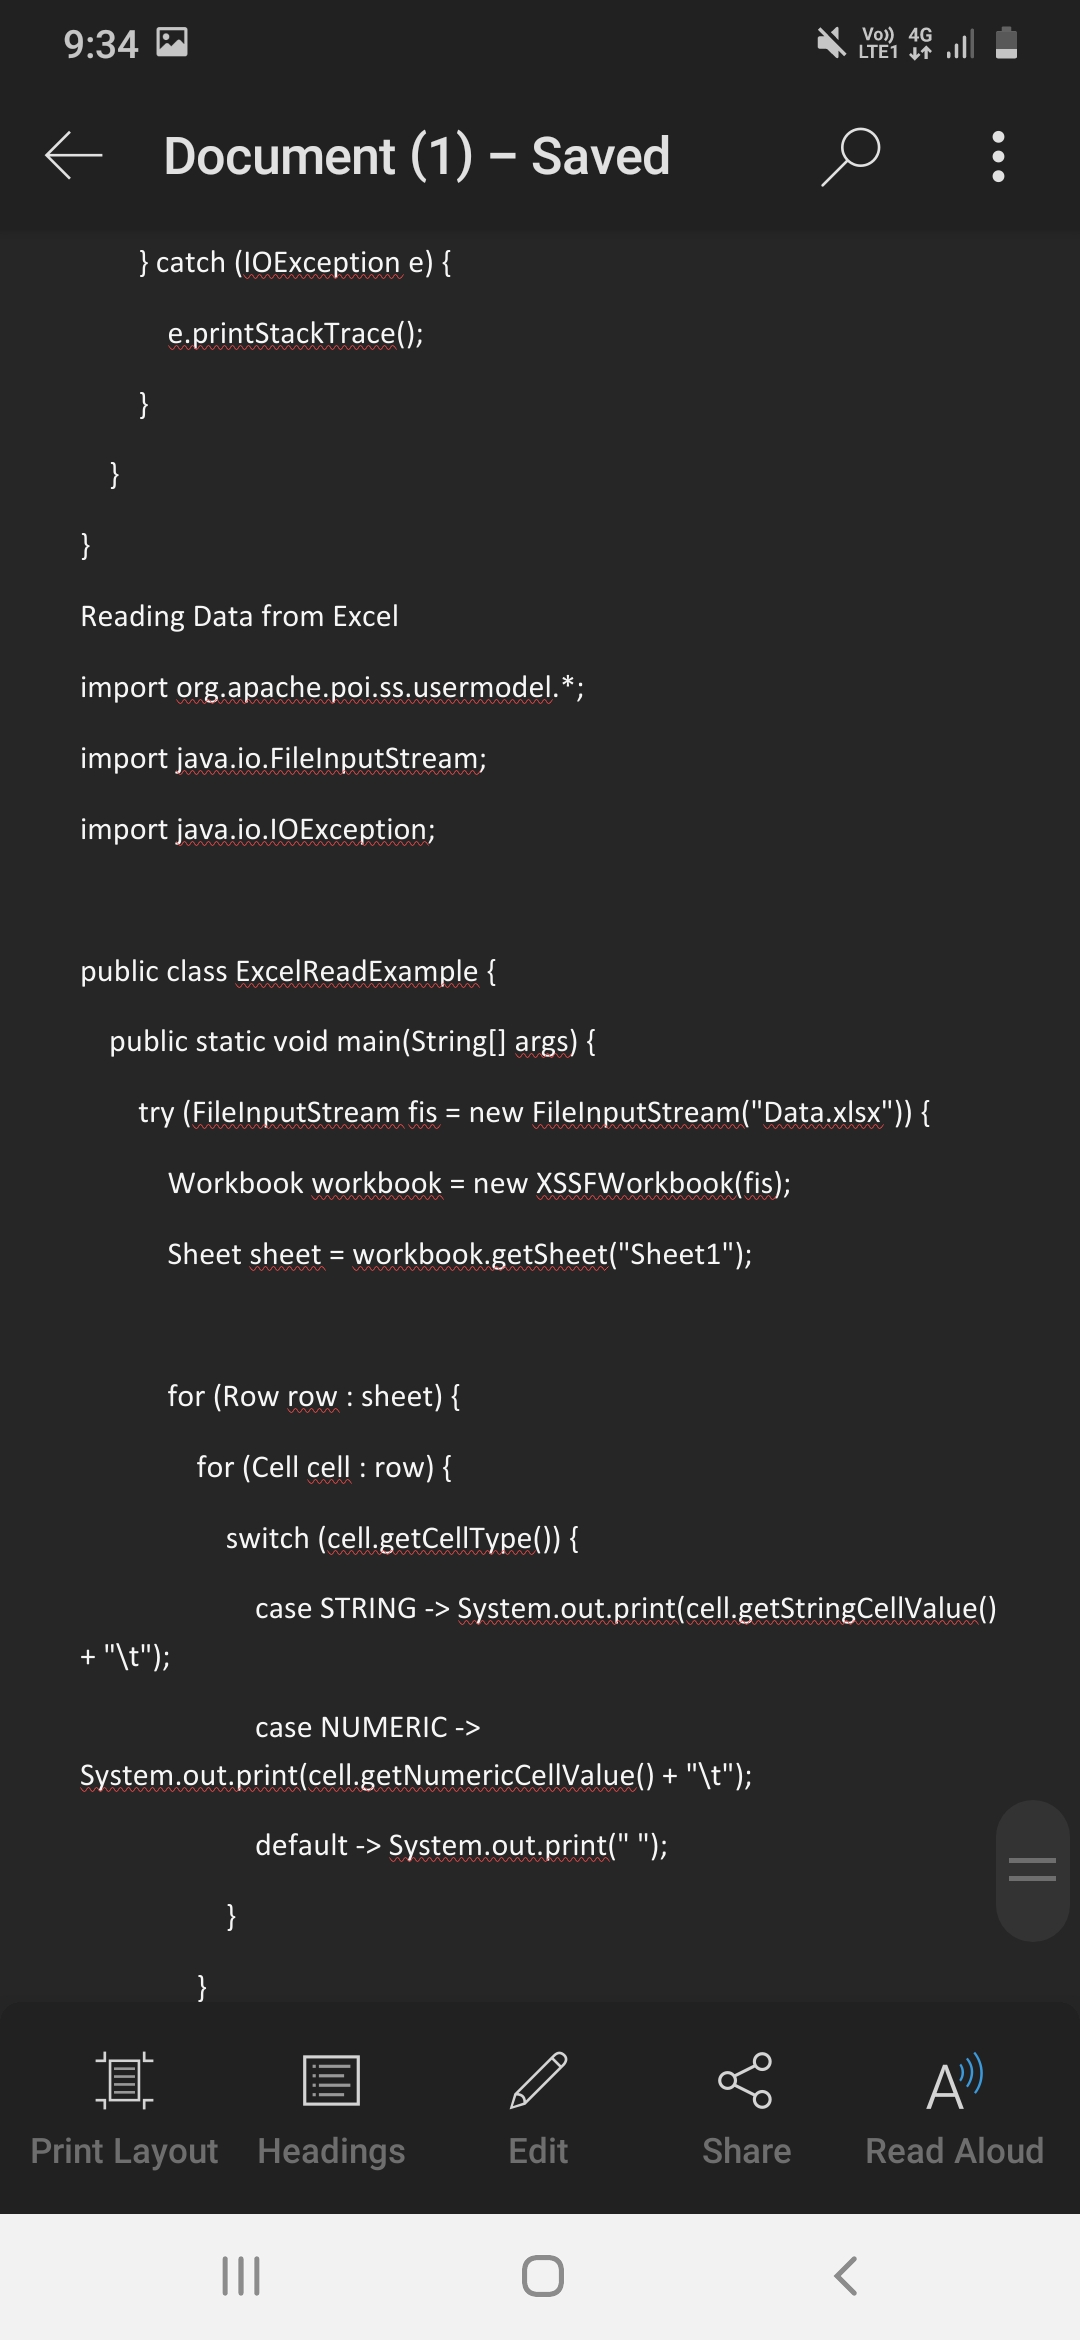 9:34
Vo)) 4G
LTE1
Document (1) – Saved
} catch (IOException e) {
e.printStackTrace();
}
}
}
Reading Data from Excel
import org.apache.poi.ss.usermodel.*;
import java.io.FileInputStream;
import java.io.IOException;
public class ExcelReadExample {
public static void main(String[] args) {
try (FileInputStream fis = new FileInputStream("Data.xlsx")) {
Workbook workbook = new XSSFWorkbook(fis);
Sheet sheet = workbook.getSheet("Sheet1");
for (Row row : sheet) {
for (Cell cell : row) {
switch (cell.getCellType()) {
case STRING -> System.out.print(cell.getStringCellValue()
+ "\t");
case NUMERIC ->
System.out.print(cell.getNumericCellValue() + "\t");
default -> System.out.print(" ");
}
}
Print Layout Headings Edit Share Read Aloud